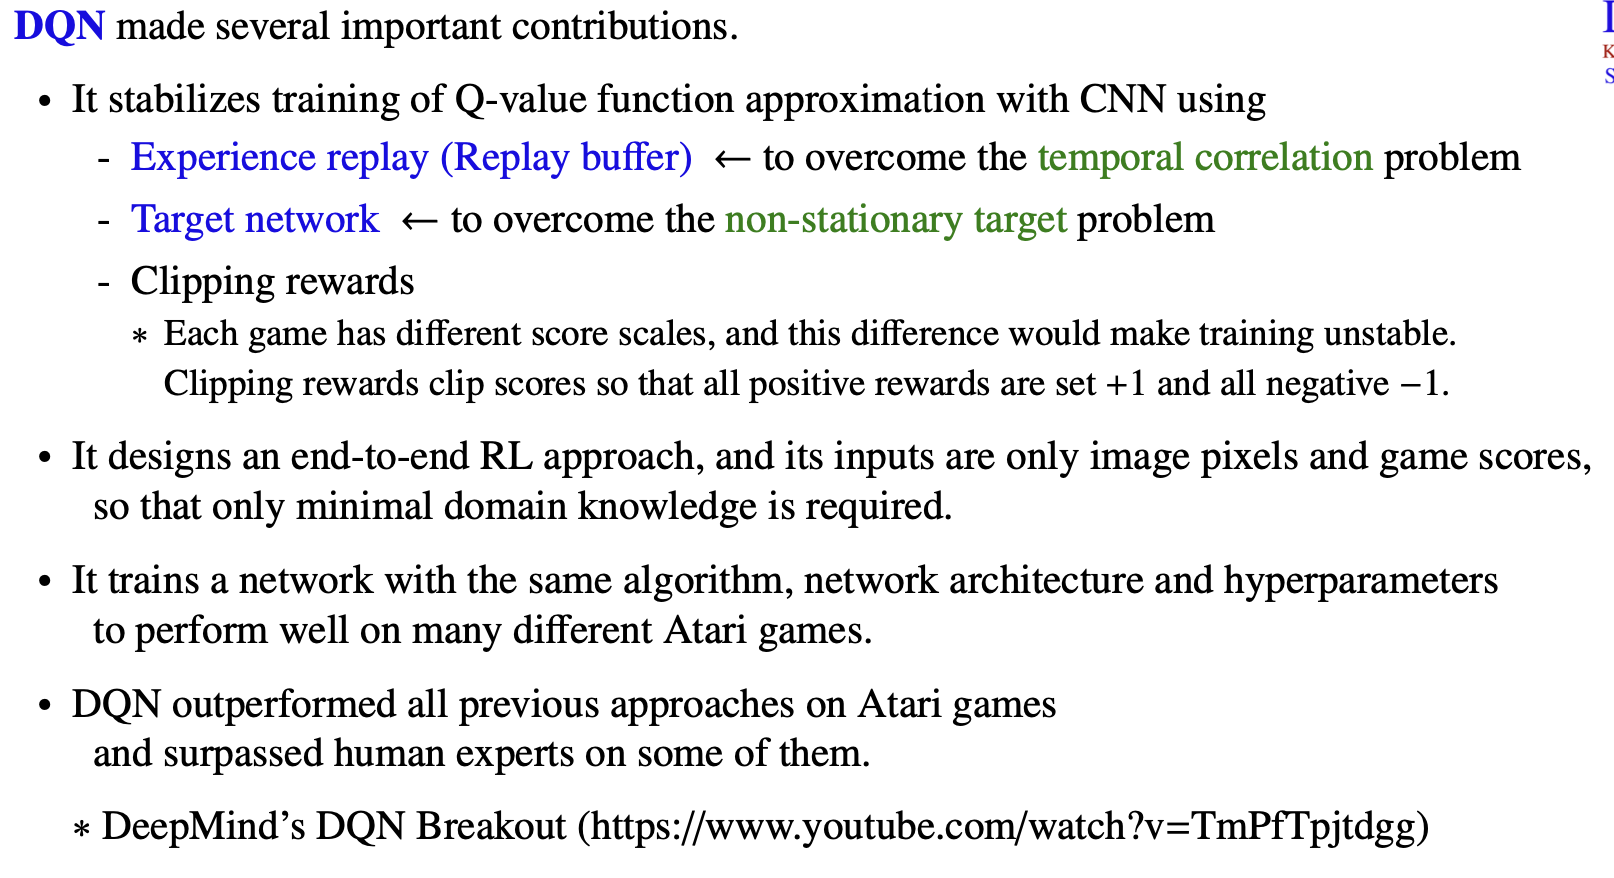 DQN made several important contributions.
• It stabilizes training of Q-value function approximation with CNN using
- Experience replay (Replay buffer) ← to overcome the temporal correlation problem
- Target network ← to overcome the non-stationary target problem
- Clipping rewards
* Each game has different score scales, and this difference would make training unstable.
Clipping rewards clip scores so that all positive rewards are set +1 and all negative −1.
• It designs an end-to-end RL approach, and its inputs are only image pixels and game scores,
so that only minimal domain knowledge is required.
• It trains a network with the same algorithm, network architecture and hyperparameters
to perform well on many different Atari games.
• DQN outperformed all previous approaches on Atari games
and surpassed human experts on some of them.
* DeepMind’s DQN Breakout (https://www.youtube.com/watch?v=TmPfTpjtdgg)